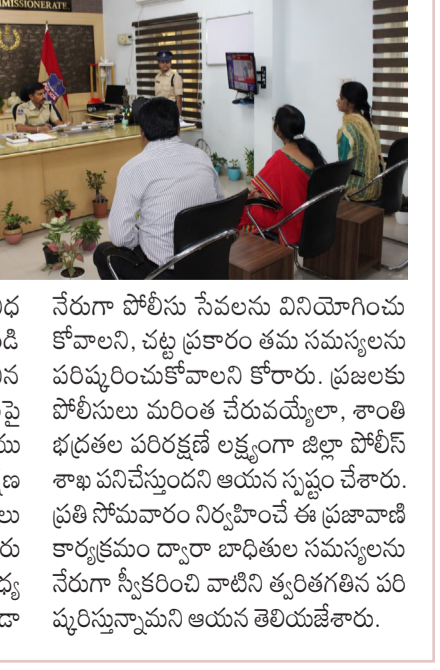 MMISSIONERATE.
ధ
డి
న
పై
యు
ణ
లు
రు
ధ్య
డా
నేరుగా పోలీసు సేవలను వినియోగించు
కోవాలని, చట్ట ప్రకారం తమ సమస్యలను
పరిష్కరించుకోవాలని కోరారు. ప్రజలకు
పోలీసులు మరింత చేరువయ్యేలా, శాంతి
భద్రతల పరిరక్షణే లక్ష్యంగా జిల్లా పోలీస్
శాఖ పనిచేస్తుందని ఆయన స్పష్టం చేశారు.
ప్రతి సోమవారం నిర్వహించే ఈ ప్రజావాణి
కార్యక్రమం ద్వారా బాధితుల సమస్యలను
నేరుగా స్వీకరించి వాటిని త్వరితగతిన పరి
ష్కరిస్తున్నామని ఆయన తెలియజేశారు.